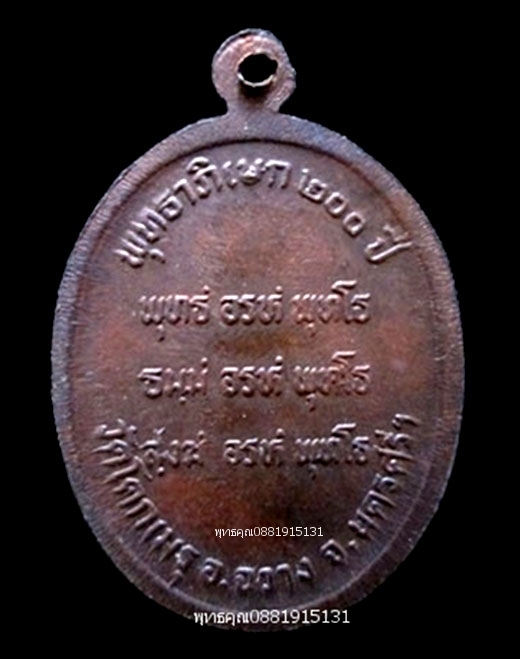 พุทธาภิเษก ๒๐๐ ปี
พุทธํ อรหํ พุทโธ
ธมฺมํ อรหํ พุทโธ
สังฆํ อรหํ พุทโธ
วัดโคกเมรุ อ.ฉวาง จ.นครศรีฯ
พุทธคุณ0881915131
พุทธคุณ0881915131